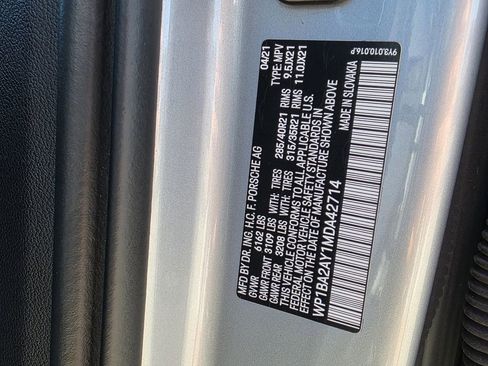 MFD BY DR. ING. H.C. F. PORSCHE AG 04/21
GVWR 6162 LBS TYPE: MPV
GAWR FRONT 3109 LBS WITH: TIRES 285/40R21 RIMS 9.5JX21
GAWR REAR 3208 LBS WITH: TIRES 315/35R21 RIMS 11.0JX21
THIS VEHICLE CONFORMS TO ALL APPLICABLE U.S.
FEDERAL MOTOR VEHICLE SAFETY STANDARDS IN
EFFECT ON THE DATE OF MANUFACTURE SHOWN ABOVE
WP1BA2AY1MDA42714 MADE IN SLOVAKIA
9Y3.010.016.P